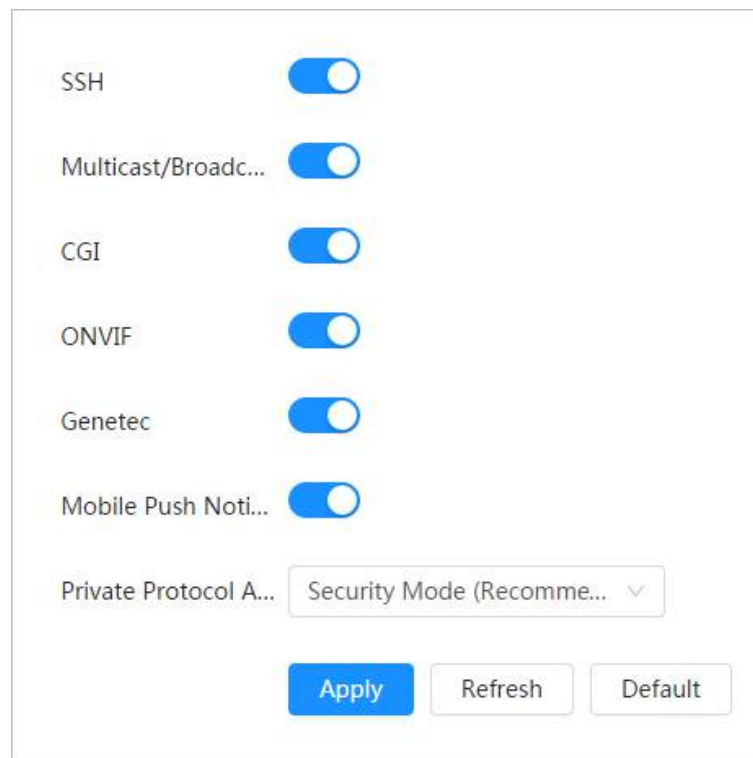 SSH
Multicast/Broadc...
CGI
ONVIF
Genetec
Mobile Push Noti...
Private Protocol A... Security Mode (Recomme...
Apply Refresh Default